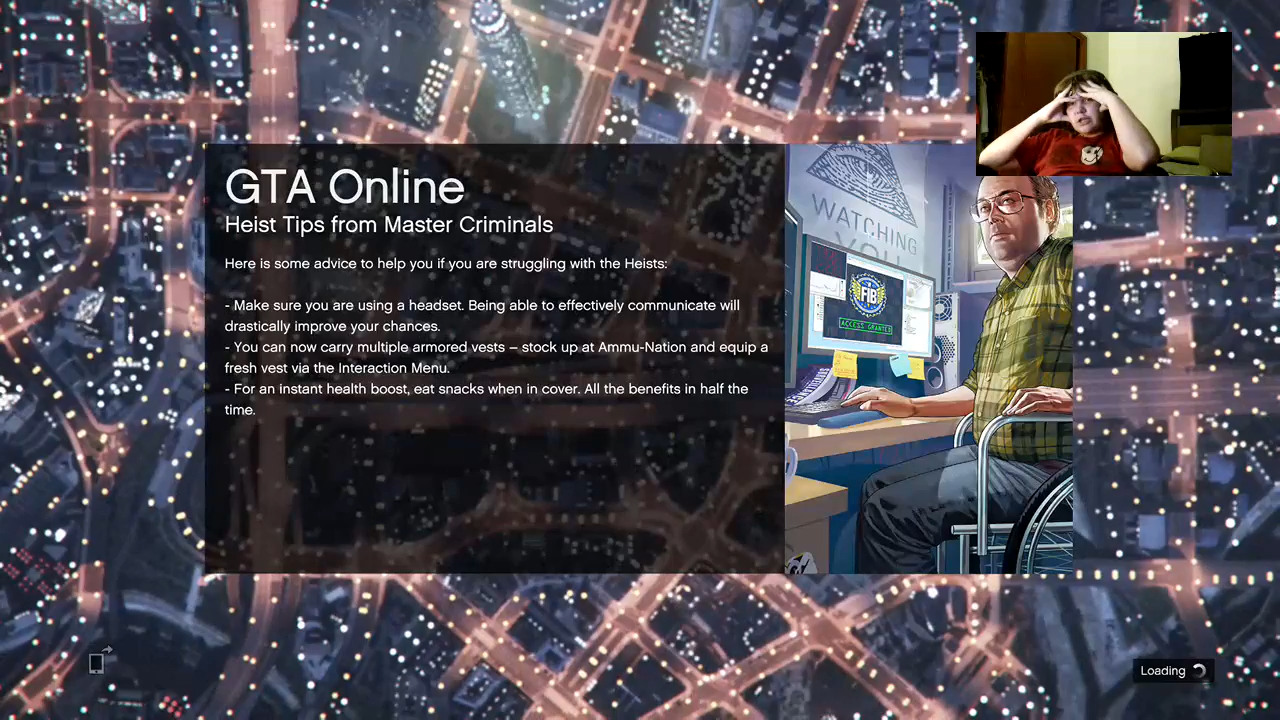 GTA Online
Heist Tips from Master Criminals
Here is some advice to help you if you are struggling with the Heists:
- Make sure you are using a headset. Being able to effectively communicate will
drastically improve your chances.
- You can now carry multiple armored vests – stock up at Ammu-Nation and equip a
fresh vest via the Interaction Menu.
- For an instant health boost, eat snacks when in cover. All the benefits in half the
time.
WATCHING
YOU
FIB
ACCESS GRANTED
Loading